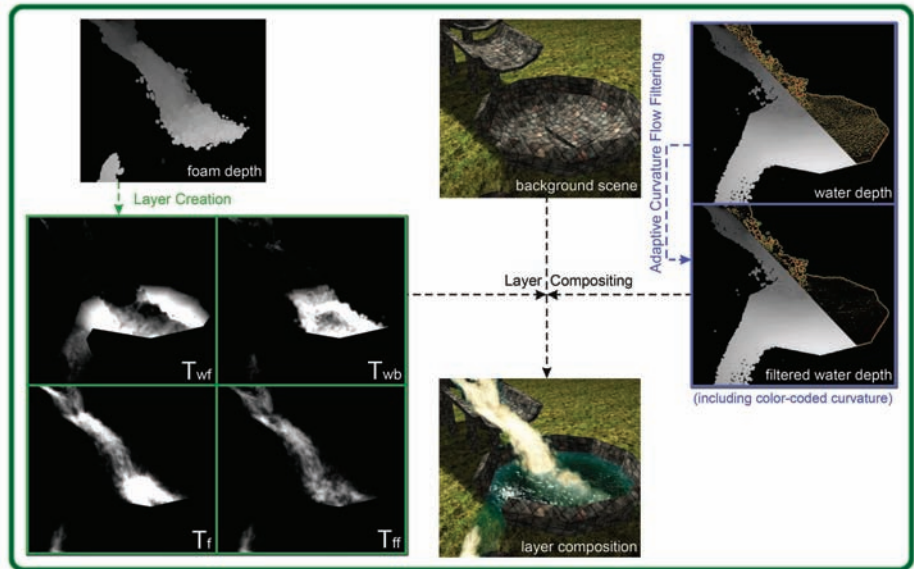 foam depth
Layer Creation
background scene
Adaptive Curvature Flow Filtering
water depth
Layer Compositing
Twf
Twb
filtered water depth
(including color-coded curvature)
Tf
Tff
layer composition